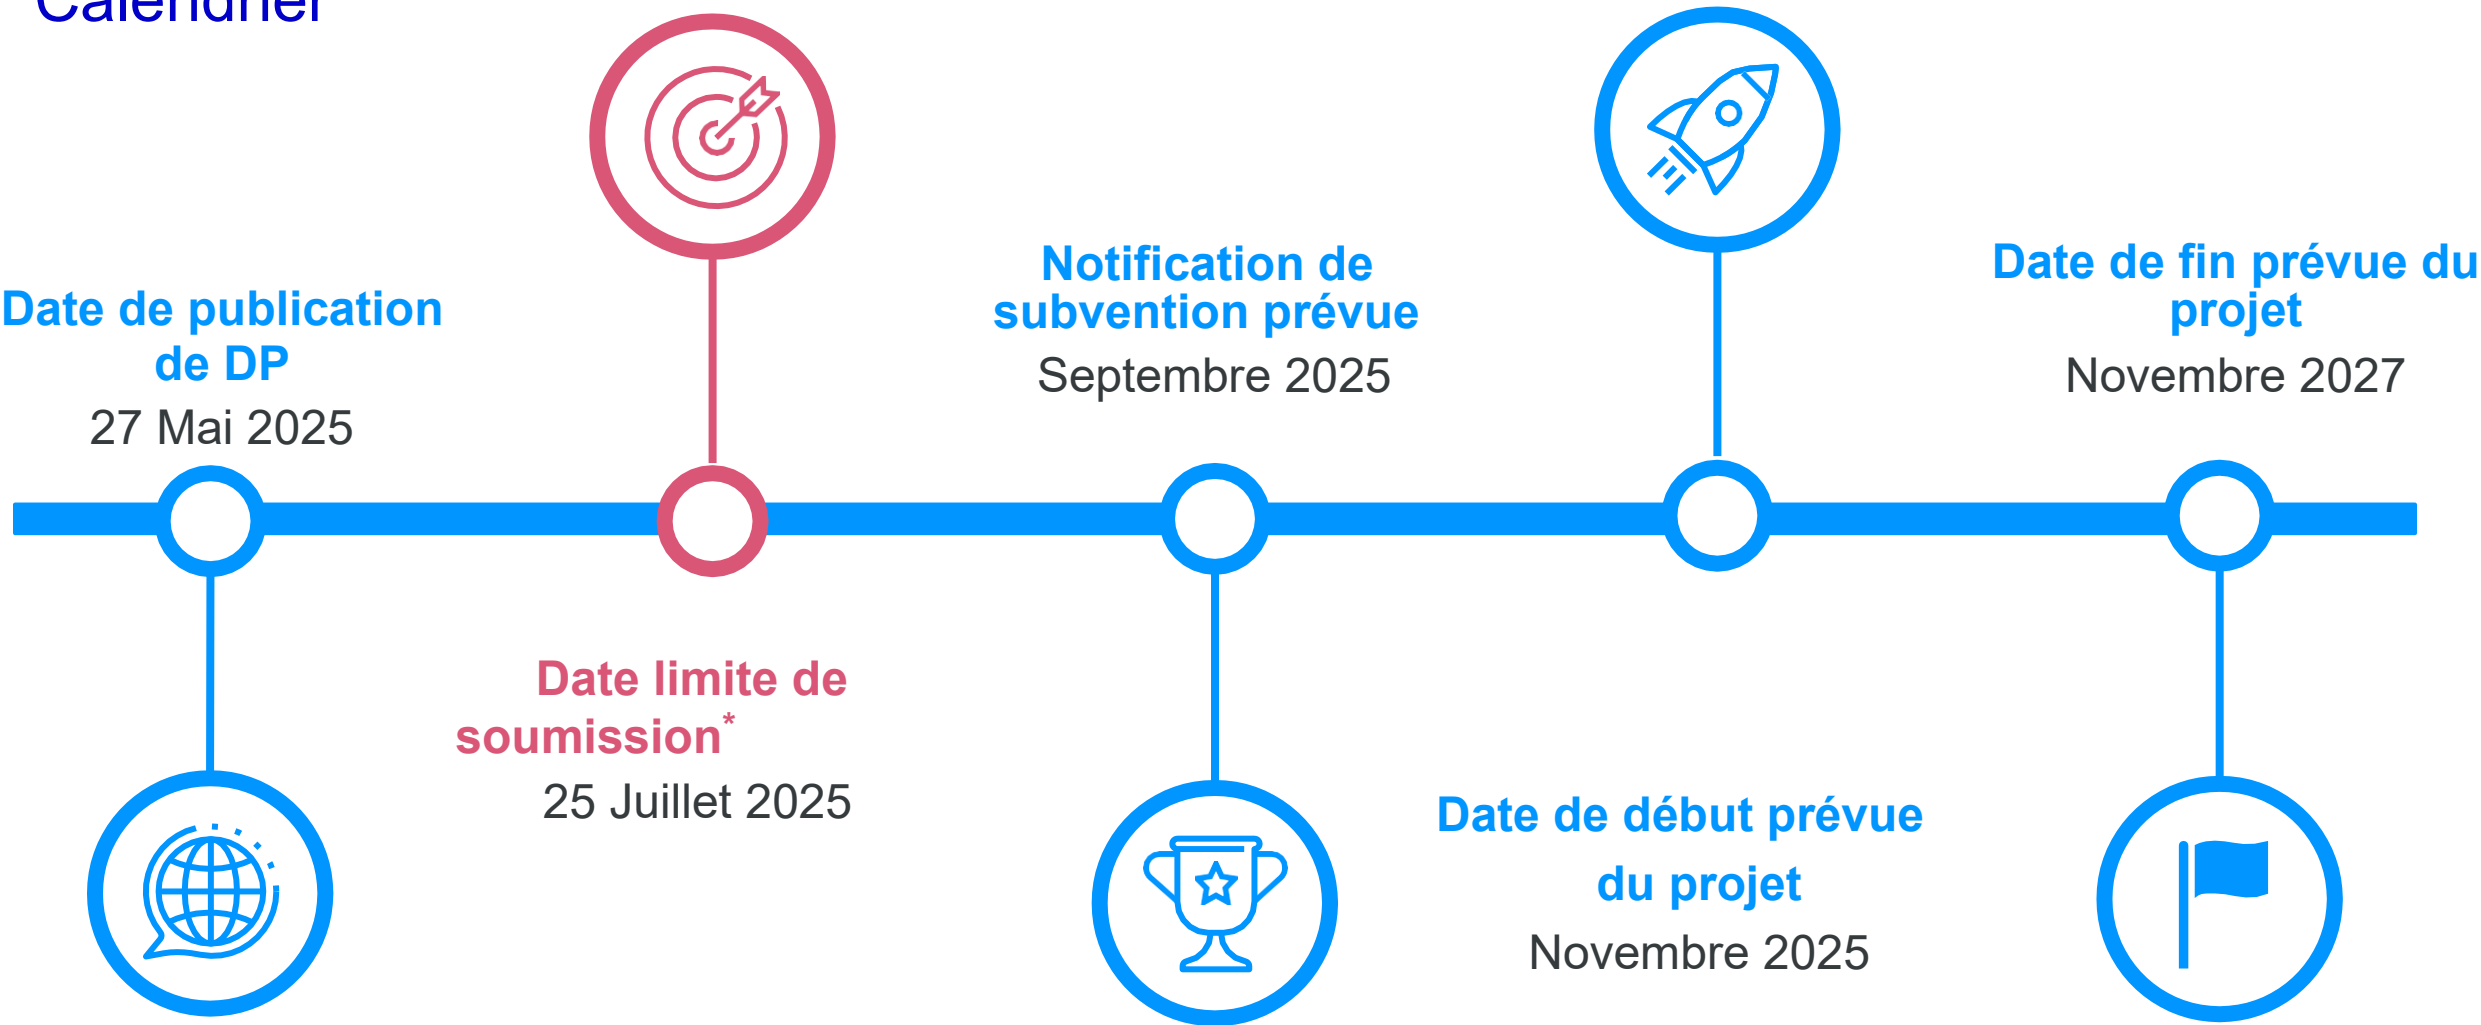 Calendrier
Date de publication
de DP
27 Mai 2025
Date limite de
soumission*
25 Juillet 2025
Notification de
subvention prévue
Septembre 2025
Date de début prévue
du projet
Novembre 2025
Date de fin prévue du
projet
Novembre 2027